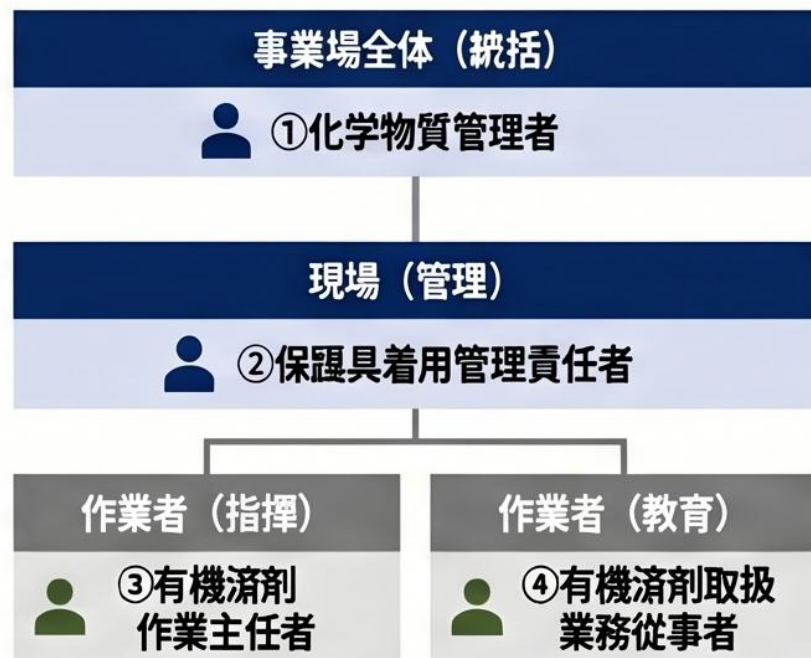 事業場全体（統括）
①化学物質管理者
現場（管理）
②保護具着用管理責任者
作業者（指揮）
作業者（教育）
③有機済剤
作業主任者
④有機済剤取扱
業務従事者